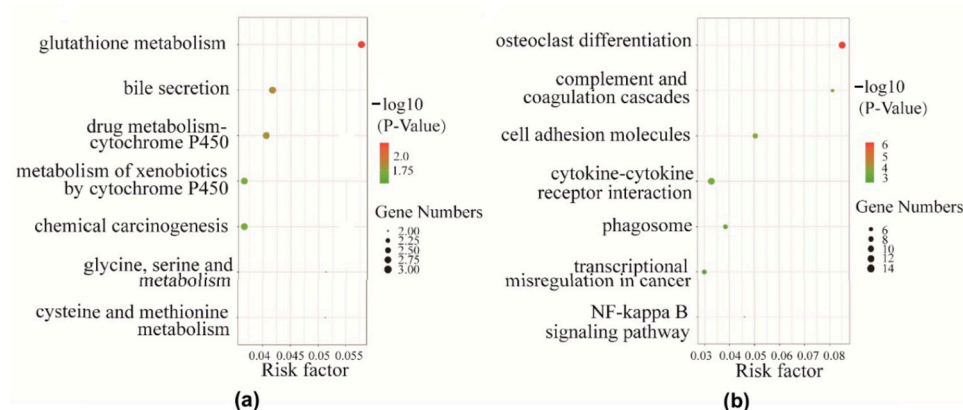 glutathione metabolism
bile secretion
drug metabolism-
cytochrome P450
metabolism of xenobiotics
by cytochrome P450
chemical carcinogenesis
glycine, serine and
metabolism
cysteine and methionine
metabolism
0.04 0.045 0.05 0.055
Risk factor
−log10
(P-Value)
2.0
1.75
Gene Numbers
2.00
2.25
2.50
2.75
3.00
(a)
osteoclast differentiation
complement and
coagulation cascades
cell adhesion molecules
cytokine-cytokine
receptor interaction
phagosome
transcriptional
misregulation in cancer
NF-kappa B
signaling pathway
0.03 0.04 0.05 0.06 0.07 0.08
Risk factor
−log10
(P-Value)
6
5
4
3
Gene Numbers
6
8
10
12
14
(b)